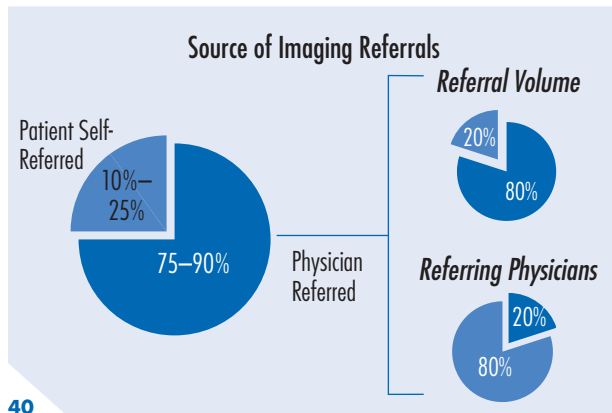 Source of Imaging Referrals
Patient Self-
Referred
10%–
25%
75–90%
Physician
Referred
Referral Volume
20%
80%
Referring Physicians
20%
80%
40